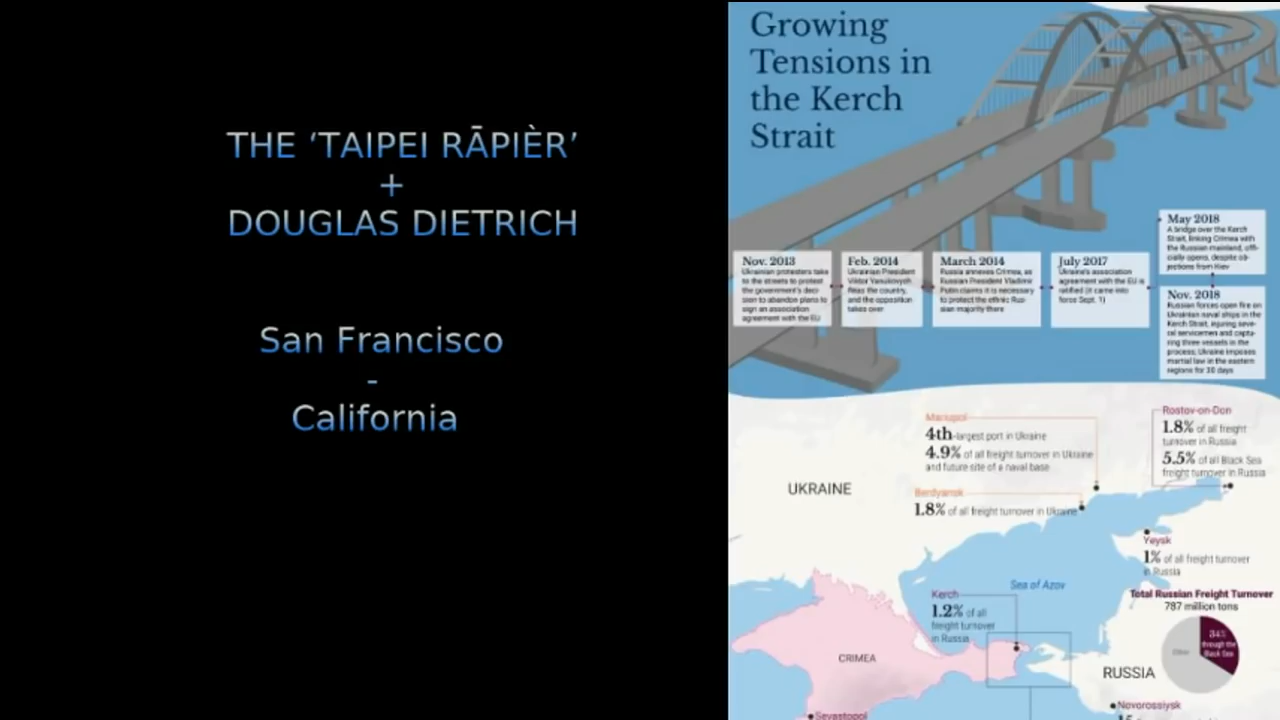 THE ‘TAIPEI RĀPIÈR’
+
DOUGLAS DIETRICH
San Francisco
-
California
Growing
Tensions in
the Kerch
Strait
Nov. 2013
Ukrainian protesters take
to the streets to protest
the government's deci-
sion to abandon plans to
sign an association
agreement with the EU
Feb. 2014
Ukrainian President
Viktor Yanukovych
flees the country,
and the opposition
takes over
March 2014
Russia annexes Crimea, as
Russian President Vladimir
Putin claims it is necessary
to protect the ethnic Rus-
sian majority there
July 2017
Ukraine's association
agreement with the EU is
ratified (it came into
force Sept. 1)
May 2018
A bridge over the Kerch
Strait, linking Crimea with
the Russian mainland, offi-
cially opens, despite ob-
jections from Kiev
Nov. 2018
Russian forces open fire on
Ukrainian naval ships in the
Kerch Strait, injuring seve-
ral servicemen and captu-
ring three vessels in the
process; Ukraine imposes
martial law in the eastern
regions for 30 days
Mariupol
4th-largest port in Ukraine
4.9% of all freight turnover in Ukraine
and future site of a naval base
Rostov-on-Don
1.8% of all freight
turnover in Russia
5.5% of all Black Sea
freight turnover in Russia
UKRAINE
Berdyansk
1.8% of all freight turnover in Ukraine
Yeysk
1% of all freight turnover
in Russia
Sea of Azov
Kerch
1.2% of all
freight turnover
in Russia
Total Russian Freight Turnover
787 million tons
34%
through the
Black Sea
Other
CRIMEA
RUSSIA
Sevastopol
Novorossiysk